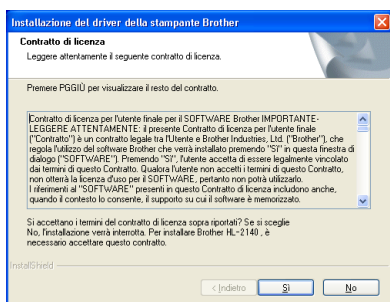 Installazione del driver della stampante Brother
Contratto di licenza
Leggere attentamente il seguente contratto di licenza.
Premere PGGIÙ per visualizzare il resto del contratto.
Contratto di licenza per l'utente finale per il SOFTWARE Brother IMPORTANTE-
LEGGERE ATTENTAMENTE: il presente Contratto di licenza per l'utente finale
("Contratto") è un contratto legale tra l'Utente e Brother Industries, Ltd. ("Brother"), che
regola l'utilizzo del software Brother che verrà installato premendo "Sì" in questa finestra di
dialogo ("SOFTWARE"). Premendo "Sì", l'utente accetta di essere legalmente vincolato
dai termini di questo Contratto. Qualora l'utente non accetti i termini di questo Contratto,
non otterrà la licenza d'uso per il SOFTWARE, pertanto non potrà utilizzarlo.
I riferimenti al "SOFTWARE" presenti in questo Contratto di licenza includono anche,
quando il contesto lo consente, il supporto su cui il software è memorizzato.
Si accettano i termini del contratto di licenza sopra riportati? Se si sceglie
No, l'installazione verrà interrotta. Per installare Brother HL-2140 , è
necessario accettare questo contratto.
InstallShield
< Indietro
Sì
No